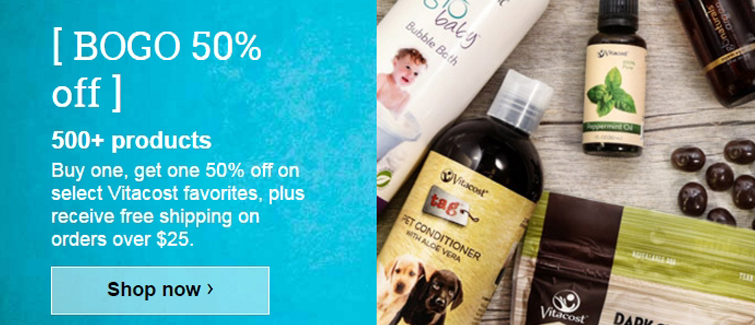 [ BOGO 50%
off ]
500+ products
Buy one, get one 50% off on
select Vitacost favorites, plus
receive free shipping on
orders over $25.
Shop now ›
baby
Bubble Bath
Vitacost
Peppermint Oil
naturals
Vitacost
tag
PET CONDITIONER
WITH ALOE VERA
Vitacost
DARK